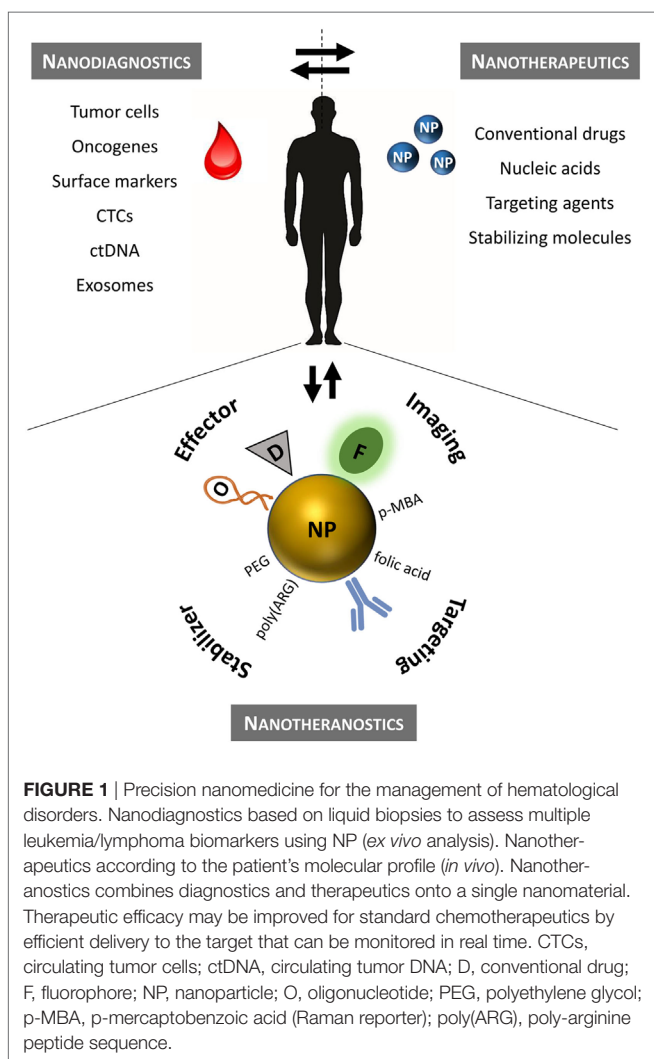 NANODIAGNOSTICS
Tumor cells
Oncogenes
Surface markers
CTCs
ctDNA
Exosomes
NANOTHERAPEUTICS
NP
NP
NP
Conventional drugs
Nucleic acids
Targeting agents
Stabilizing molecules
Effector
Imaging
D
F
O
NP
p-MBA
folic acid
PEG
poly(ARG)
Stabilizer
Targeting
NANOTHERANOSTICS
FIGURE 1 | Precision nanomedicine for the management of hematological
disorders. Nanodiagnostics based on liquid biopsies to assess multiple
leukemia/lymphoma biomarkers using NP (ex vivo analysis). Nanother-
apeutics according to the patient's molecular profile (in vivo). Nanother-
anostics combines diagnostics and therapeutics onto a single nanomaterial.
Therapeutic efficacy may be improved for standard chemotherapeutics by
efficient delivery to the target that can be monitored in real time. CTCs,
circulating tumor cells; ctDNA, circulating tumor DNA; D, conventional drug;
F, fluorophore; NP, nanoparticle; O, oligonucleotide; PEG, polyethylene glycol;
p-MBA, p-mercaptobenzoic acid (Raman reporter); poly(ARG), poly-arginine
peptide sequence.